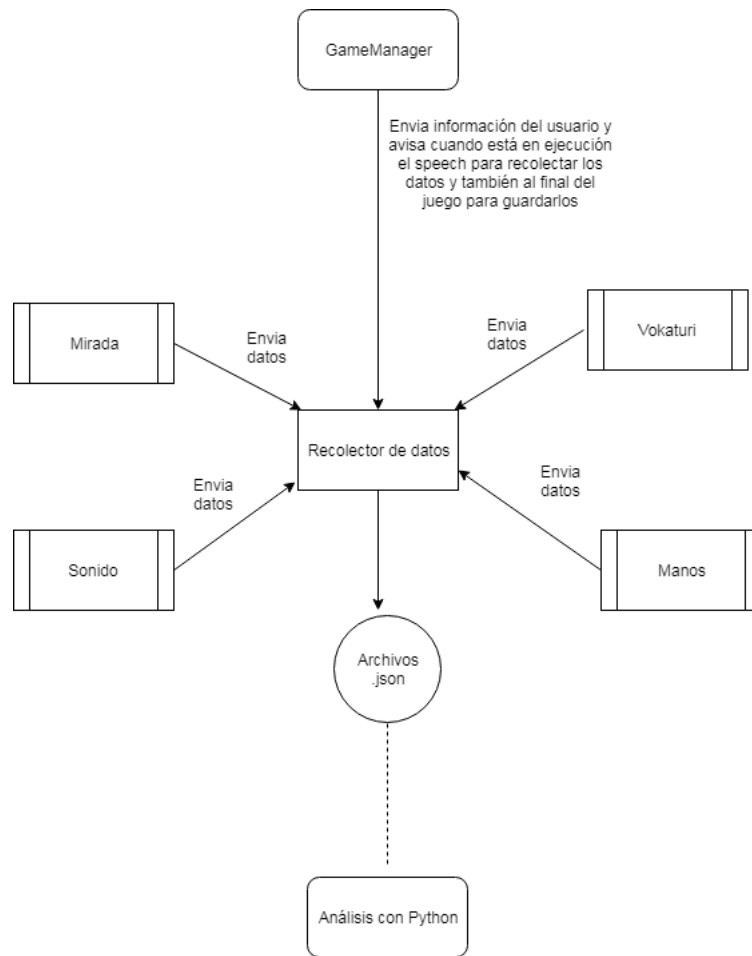 GameManager
Envia información del usuario y
avisa cuando está en ejecución
el speech para recolectar los
datos y también al final del
juego para guardarlos
Mirada
Envia
datos
Envia
datos
Vokaturi
Recolector de datos
Envia
datos
Envia
datos
Sonido
Manos
Archivos
.json
Análisis con Python